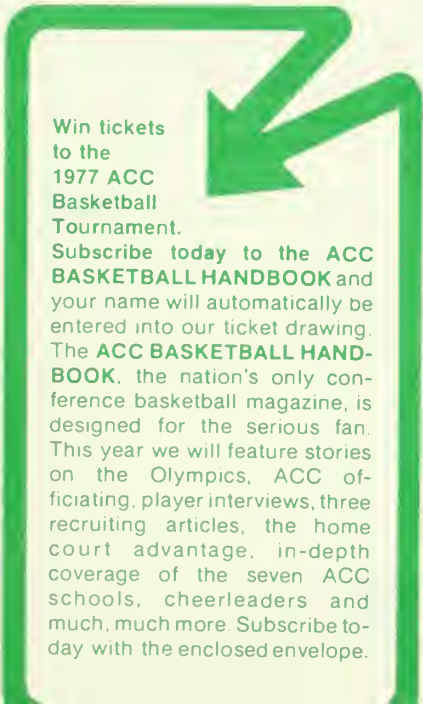 Win tickets
to the
1977 ACC
Basketball
Tournament.
Subscribe today to the ACC
BASKETBALL HANDBOOK and
your name will automatically be
entered into our ticket drawing.
The ACC BASKETBALL HAND-
BOOK, the nation's only con-
ference basketball magazine, is
designed for the serious fan.
This year we will feature stories
on the Olympics, ACC of-
ficiating, player interviews, three
recruiting articles, the home
court advantage, in-depth
coverage of the seven ACC
schools, cheerleaders and
much, much more. Subscribe to-
day with the enclosed envelope.